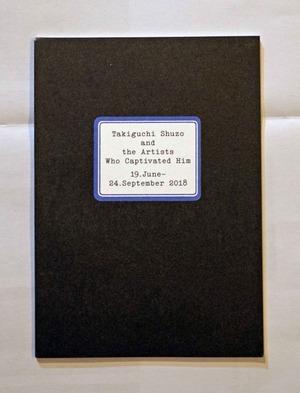 Takiguchi Shuzo
and
the Artists
Who Captivated Him
19.June-
24.September 2018